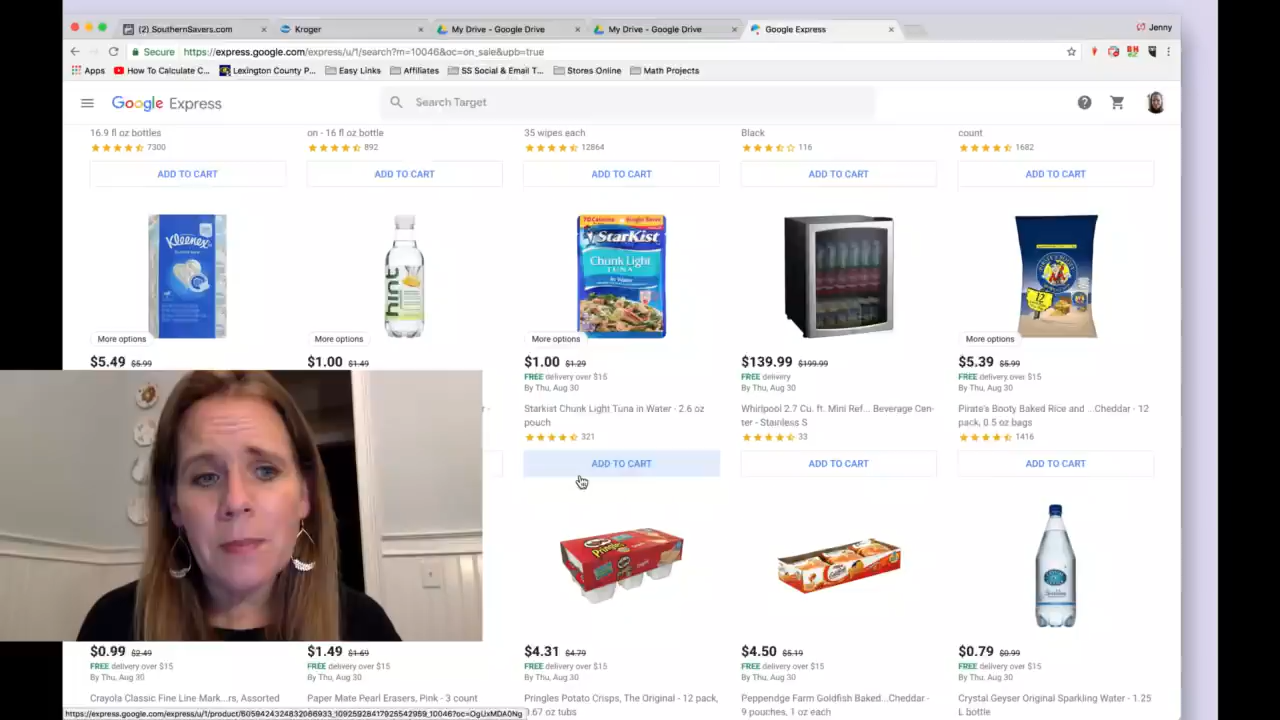 (2) SouthernSavers.com
Kroger
My Drive - Google Drive
My Drive - Google Drive
Google Express
Jenny
Secure
https://express.google.com/express/u/1/search?m=10046&oc=on_sale&upb=true
Apps
How To Calculate C...
Lexington County P...
Easy Links
Affiliates
SS Social & Email T...
Stores Online
Math Projects
Google Express
Search Target
16.9 fl oz bottles
on - 16 fl oz bottle
35 wipes each
Black
count
7300
892
12864
116
1682
ADD TO CART
ADD TO CART
ADD TO CART
ADD TO CART
ADD TO CART
Kleenex
hint
StarKist
Chunk Light
TUNA
in Water
12
More options
More options
More options
More options
$5.49 $5.99
$1.00 $1.49
$1.00 $1.29
$139.99 $199.99
$5.39 $5.99
FREE delivery over $15
FREE delivery
FREE delivery over $15
By Thu, Aug 30
By Thu, Aug 30
By Thu, Aug 30
Starkist Chunk Light Tuna in Water - 2.6 oz
pouch
Whirlpool 2.7 Cu. ft. Mini Ref... Beverage Cen-
ter - Stainless S
Pirate's Booty Baked Rice and ...Cheddar - 12
pack, 0.5 oz bags
321
33
1416
ADD TO CART
ADD TO CART
ADD TO CART
Pringles
$0.99 $2.49
$1.49 $1.69
$4.31 $4.79
$4.50 $5.19
$0.79 $0.99
FREE delivery over $15
FREE delivery over $15
FREE delivery over $15
FREE delivery over $15
FREE delivery over $15
By Thu, Aug 30
By Thu, Aug 30
By Thu, Aug 30
By Thu, Aug 30
By Thu, Aug 30
Crayola Classic Fine Line Mark...rs, Assorted
Paper Mate Pearl Erasers, Pink - 3 count
Pringles Potato Crisps, The Original - 12 pack,
0.67 oz tubs
Peppendge Farm Goldfish Baked...Cheddar -
9 pouches, 1 oz each
Crystal Geyser Original Sparkling Water - 1.25
L bottle